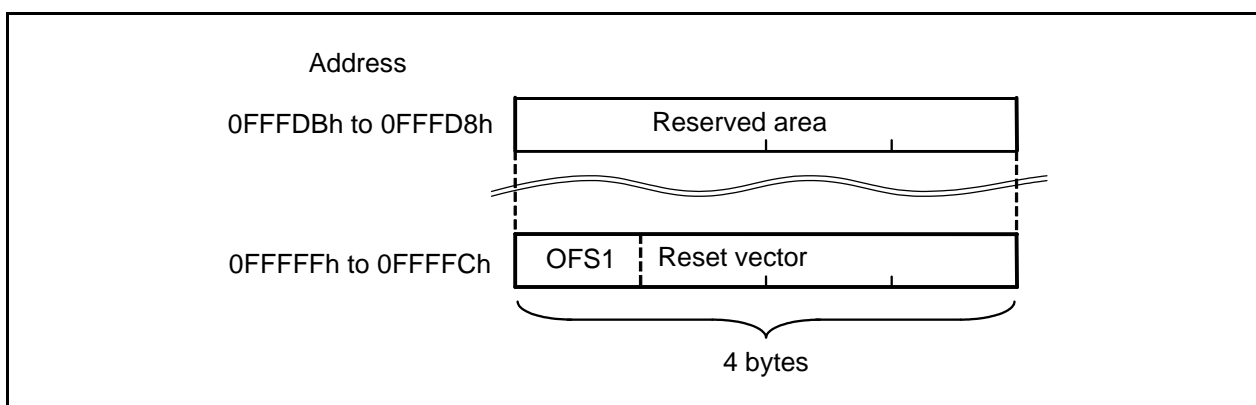 Address
0FFFDBh to 0FFFD8h Reserved area
0FFFFFh to 0FFFFCh OFS1 Reset vector
4 bytes